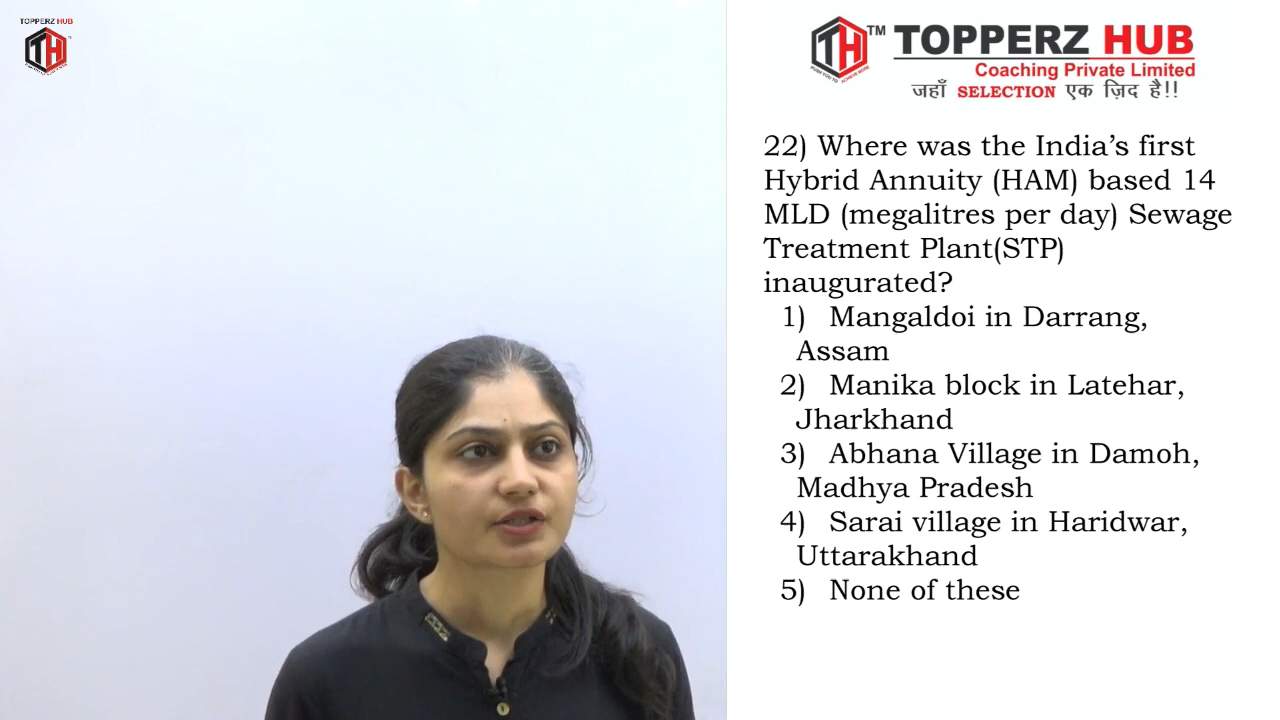 TOPPERZ HUB
TH
TH TM TOPPERZ HUB
Coaching Private Limited
जहाँ SELECTION एक ज़िद है!!
22) Where was the India’s first
Hybrid Annuity (HAM) based 14
MLD (megalitres per day) Sewage
Treatment Plant(STP)
inaugurated?
1) Mangaldoi in Darrang,
Assam
2) Manika block in Latehar,
Jharkhand
3) Abhana Village in Damoh,
Madhya Pradesh
4) Sarai village in Haridwar,
Uttarakhand
5) None of these